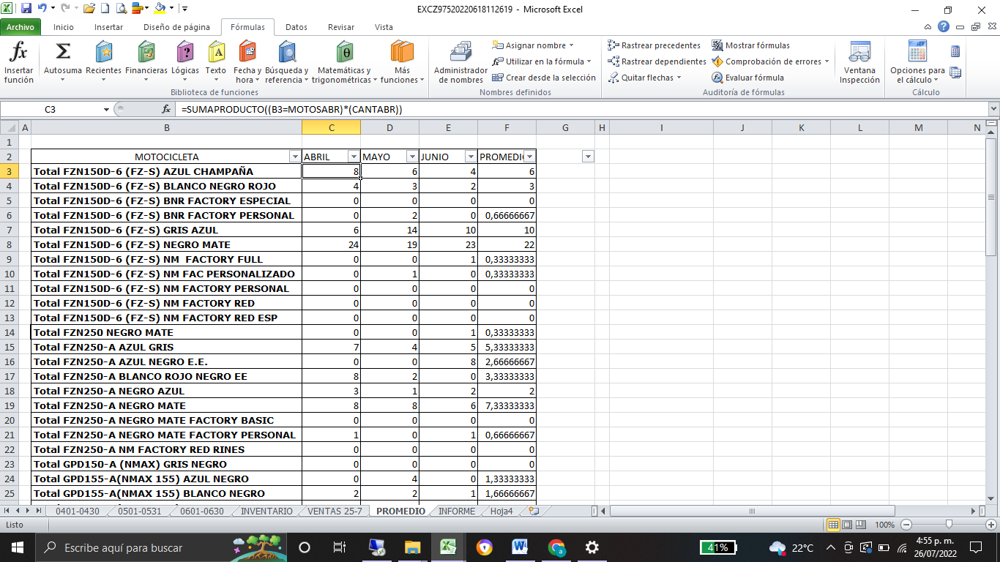 EXCZ97520220618112619 - Microsoft Excel
Archivo Inicio Insertar Diseño de página Fórmulas Datos Revisar Vista
Insertar función
Autosuma Recientes Financieras Lógicas Texto Fecha y hora Búsqueda y referencia Matemáticas y trigonométricas Más funciones
Biblioteca de funciones
Administrador de nombres
Asignar nombre
Utilizar en la fórmula
Crear desde la selección
Nombres definidos
Rastrear precedentes
Rastrear dependientes
Quitar flechas
Mostrar fórmulas
Comprobación de errores
Evaluar fórmula
Auditoría de fórmulas
Ventana Inspección
Opciones para el cálculo
Cálculo
C3 fx =SUMAPRODUCTO((B3=MOTOSABR)*(CANTABR))
A B C D E F G H I J K L M N
1
2 MOTOCICLETA ABRIL MAYO JUNIO PROMEDI
3 Total FZN150D-6 (FZ-S) AZUL CHAMPAÑA 8 6 4 6
4 Total FZN150D-6 (FZ-S) BLANCO NEGRO ROJO 4 3 2 3
5 Total FZN150D-6 (FZ-S) BNR FACTORY ESPECIAL 0 0 0 0
6 Total FZN150D-6 (FZ-S) BNR FACTORY PERSONAL 0 2 0 0,66666667
7 Total FZN150D-6 (FZ-S) GRIS AZUL 6 14 10 10
8 Total FZN150D-6 (FZ-S) NEGRO MATE 24 19 23 22
9 Total FZN150D-6 (FZ-S) NM  FACTORY FULL 0 0 1 0,33333333
10 Total FZN150D-6 (FZ-S) NM FAC PERSONALIZADO 0 1 0 0,33333333
11 Total FZN150D-6 (FZ-S) NM FACTORY PERSONAL 0 0 0 0
12 Total FZN150D-6 (FZ-S) NM FACTORY RED 0 0 0 0
13 Total FZN150D-6 (FZ-S) NM FACTORY RED ESP 0 0 0 0
14 Total FZN250 NEGRO MATE 0 0 1 0,33333333
15 Total FZN250-A AZUL GRIS 7 4 5 5,33333333
16 Total FZN250-A AZUL NEGRO E.E. 0 0 8 2,66666667
17 Total FZN250-A BLANCO ROJO NEGRO EE 8 2 0 3,33333333
18 Total FZN250-A NEGRO AZUL 3 1 2 2
19 Total FZN250-A NEGRO MATE 8 8 6 7,33333333
20 Total FZN250-A NEGRO MATE FACTORY BASIC 0 0 0 0
21 Total FZN250-A NEGRO MATE FACTORY PERSONAL 1 0 1 0,66666667
22 Total FZN250-A NM FACTORY RED RINES 0 0 0 0
23 Total GPD150-A (NMAX) GRIS NEGRO 0 0 0 0
24 Total GPD155-A(NMAX 155) AZUL NEGRO 0 4 0 1,33333333
25 Total GPD155-A(NMAX 155) BLANCO NEGRO 2 2 1 1,66666667
0401-0430 0501-0531 0601-0630 INVENTARIO VENTAS 25-7 PROMEDIO INFORME Hoja4
Listo 100%
Escribe aquí para buscar 41% 22°C 4:55 p. m.
26/07/2022